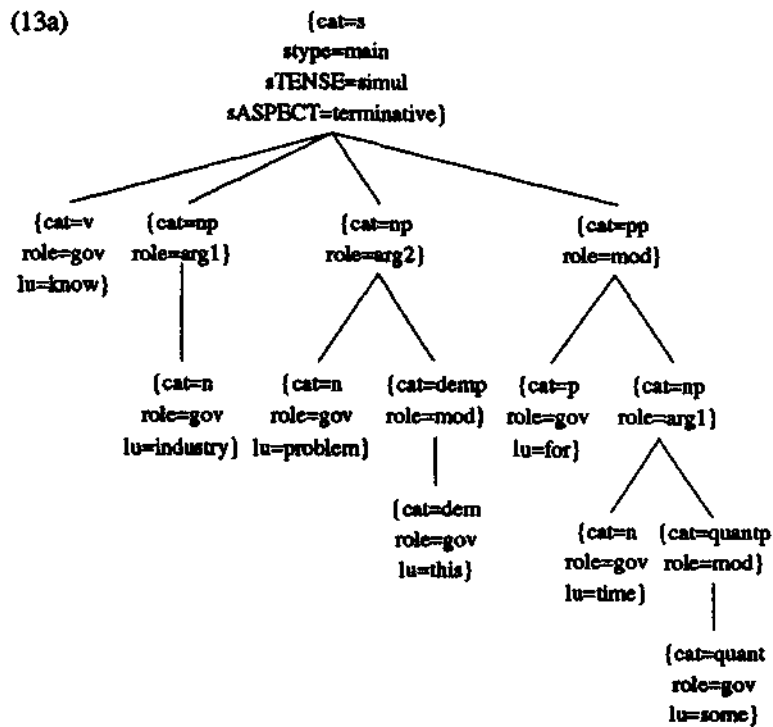 (13a)
{cat=s
stype=main
sTENSE=simul
sASPECT=terminative}
{cat=v
role=gov
lu=know}
{cat=np
role=arg1}
{cat=np
role=arg2}
{cat=pp
role=mod}
{cat=n
role=gov
lu=industry}
{cat=n
role=gov
lu=problem}
{cat=demp
role=mod}
{cat=p
role=gov
lu=for}
{cat=np
role=arg1}
{cat=dem
role=gov
lu=this}
{cat=n
role=gov
lu=time}
{cat=quantp
role=mod}
{cat=quant
role=gov
lu=some}